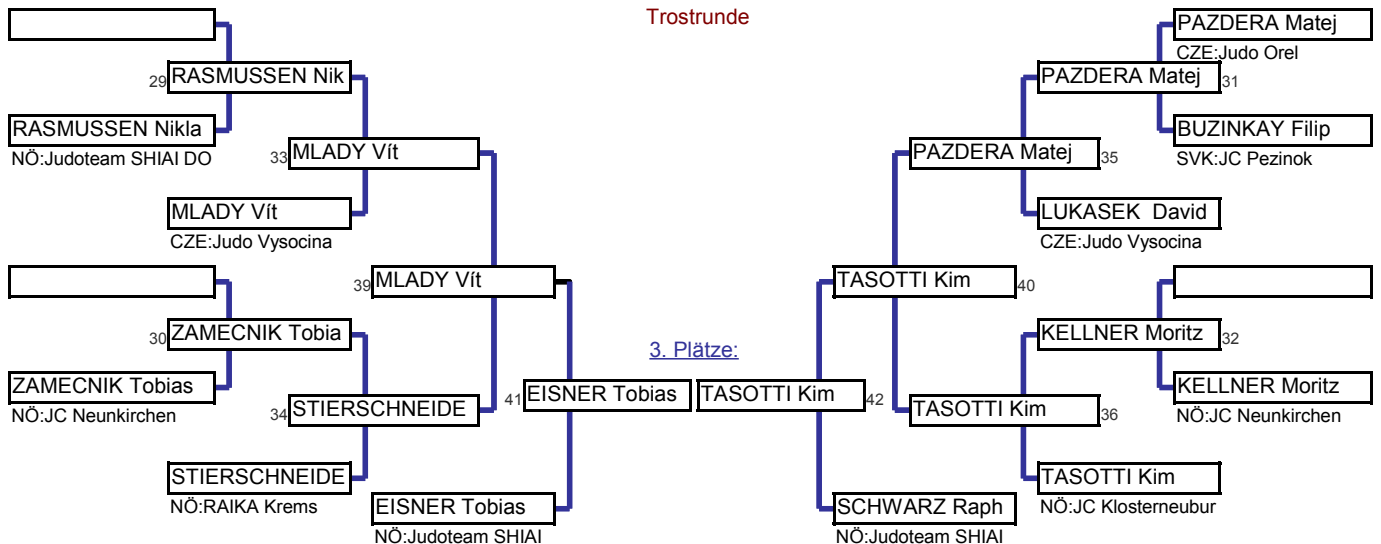 Trostrunde
PAZDERA Matej
CZE:Judo Orel
29 RASMUSSEN Nik
PAZDERA Matej 31
RASMUSSEN Nikla
NÖ:Judoteam SHIAI DO
BUZINKAY Filip
SVK:JC Pezinok
33 MLADY Vít
PAZDERA Matej 35
MLADY Vít
CZE:Judo Vysocina
LUKASEK David
CZE:Judo Vysocina
39 MLADY Vít
TASOTTI Kim 40
30 ZAMECNIK Tobia
KELLNER Moritz 32
3. Plätze:
ZAMECNIK Tobias
NÖ:JC Neunkirchen
KELLNER Moritz
NÖ:JC Neunkirchen
41 EISNER Tobias
TASOTTI Kim 42
34 STIERSCHNEIDE
TASOTTI Kim 36
STIERSCHNEIDE
NÖ:RAIKA Krems
TASOTTI Kim
NÖ:JC Klosterneubur
EISNER Tobias
NÖ:Judoteam SHIAI
SCHWARZ Raph
NÖ:Judoteam SHIAI